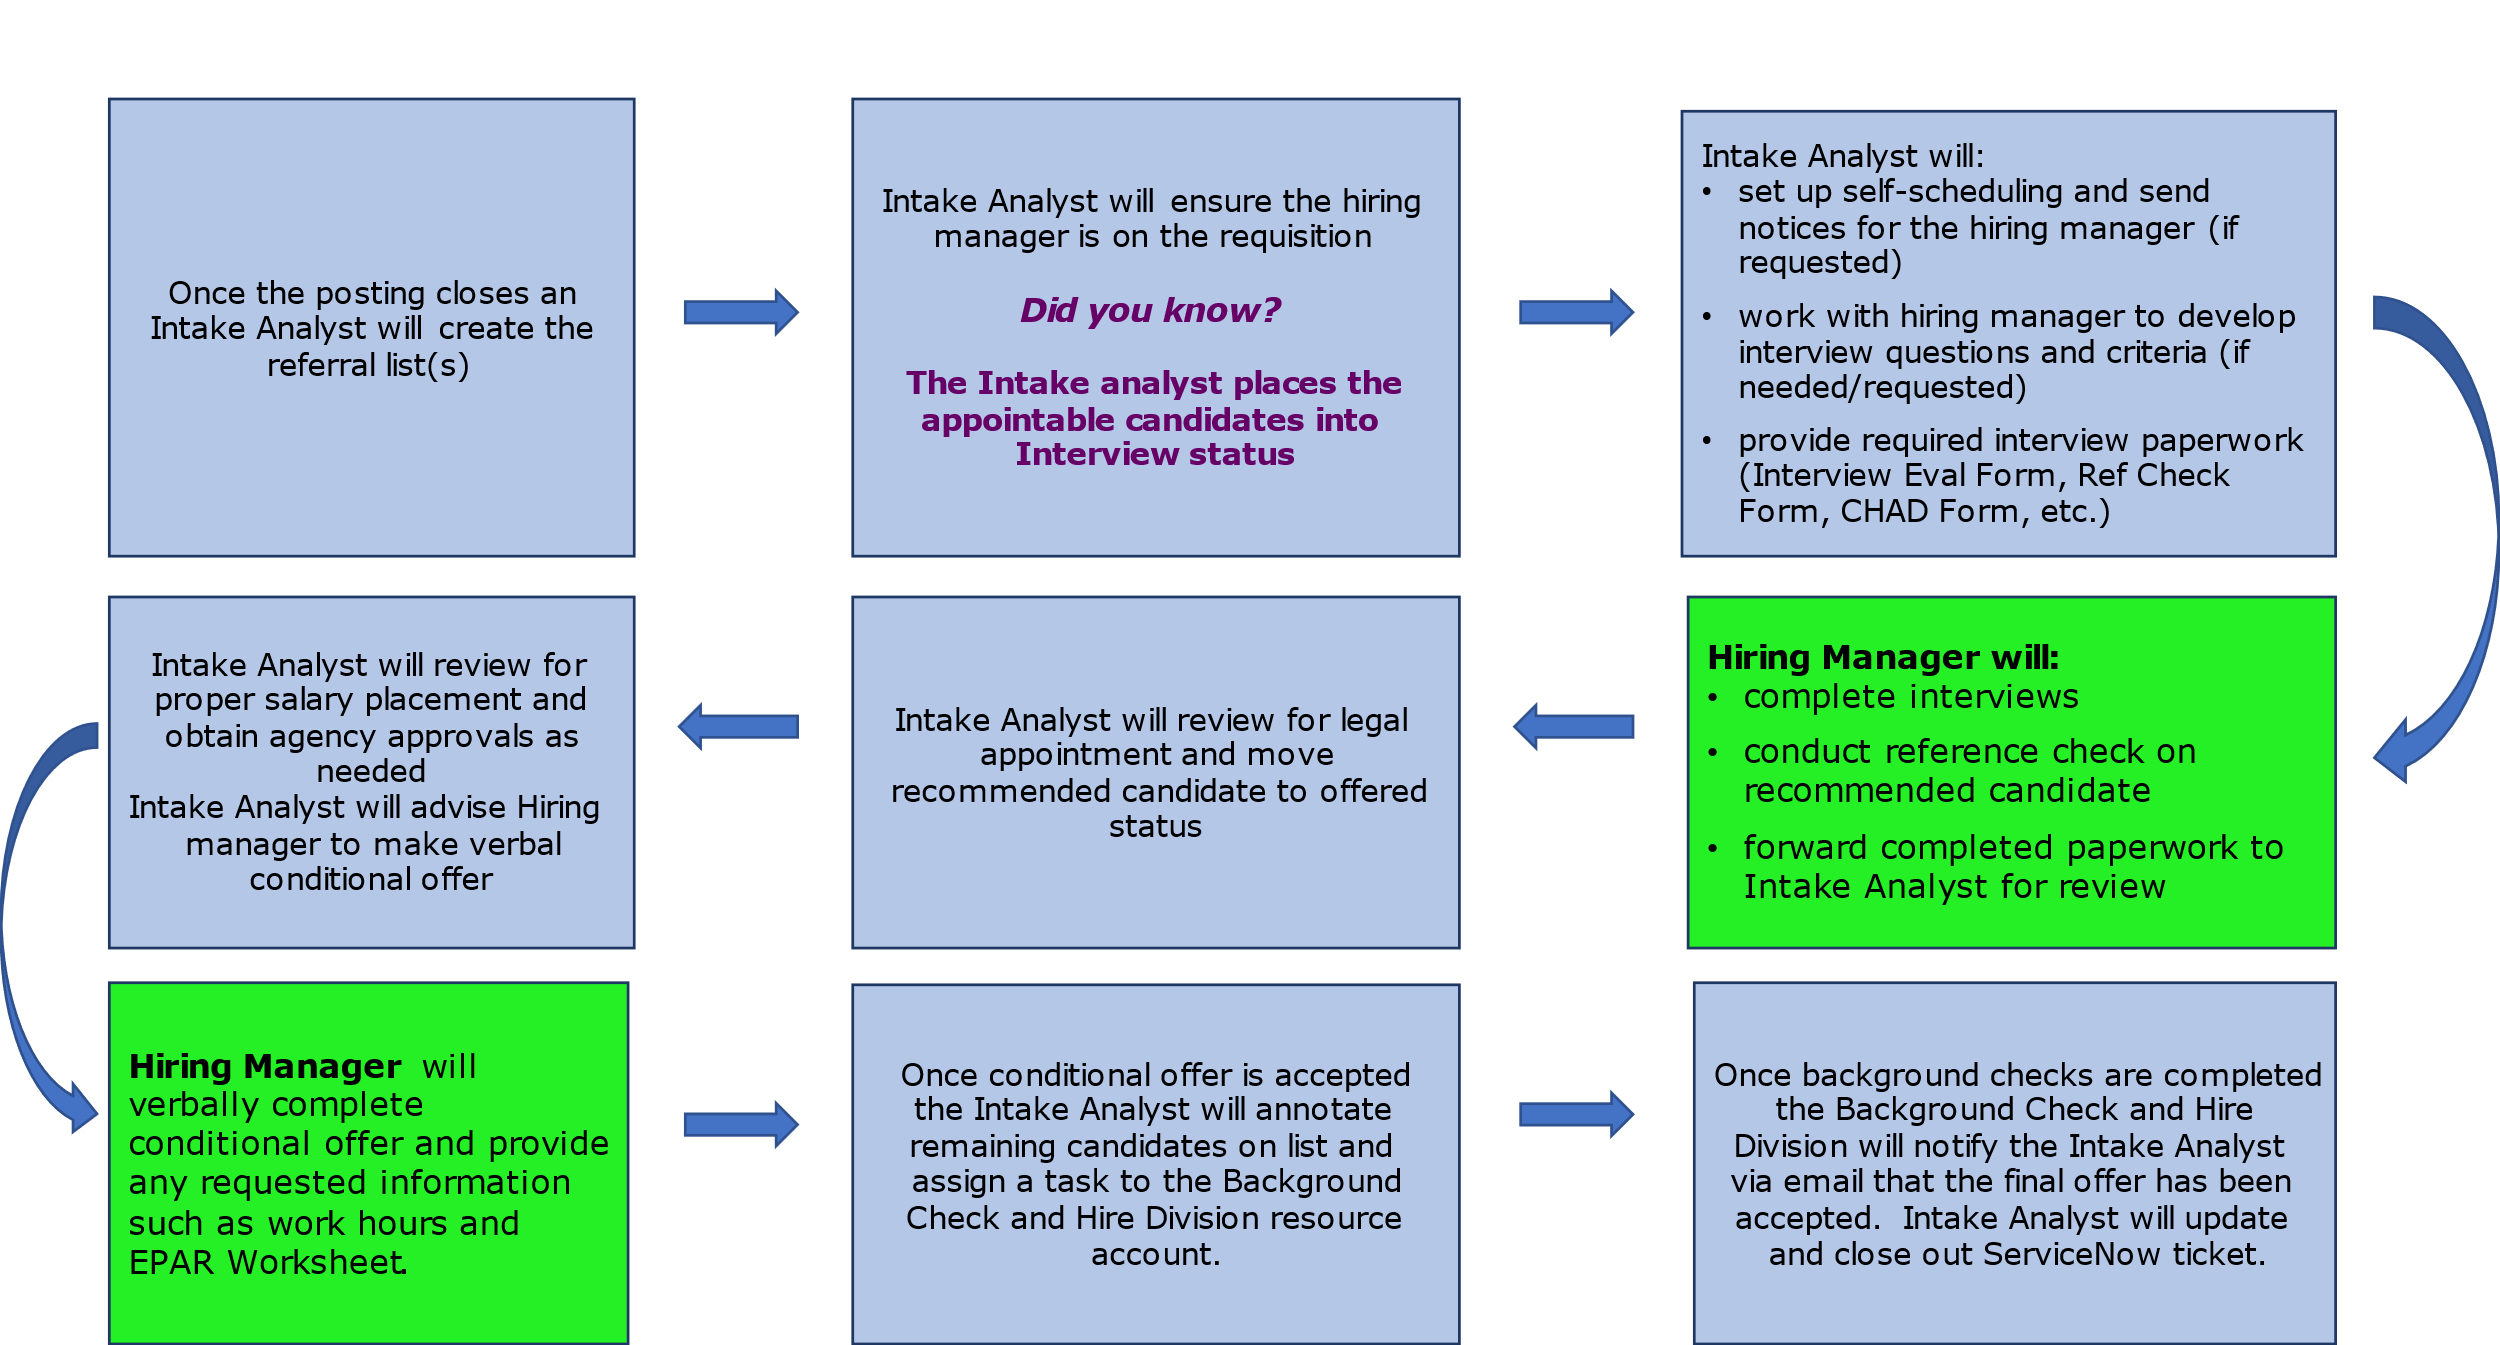 Once the posting closes an
Intake Analyst will create the
referral list(s)
Intake Analyst will ensure the hiring
manager is on the requisition
Did you know?
The Intake analyst places the
appointable candidates into
Interview status
Intake Analyst will:
• set up self-scheduling and send
notices for the hiring manager (if
requested)
• work with hiring manager to develop
interview questions and criteria (if
needed/requested)
• provide required interview paperwork
(Interview Eval Form, Ref Check
Form, CHAD Form, etc.)
Hiring Manager will:
• complete interviews
• conduct reference check on
recommended candidate
• forward completed paperwork to
Intake Analyst for review
Intake Analyst will review for legal
appointment and move
recommended candidate to offered
status
Intake Analyst will review for
proper salary placement and
obtain agency approvals as
needed
Intake Analyst will advise Hiring
manager to make verbal
conditional offer
Hiring Manager will
verbally complete
conditional offer and provide
any requested information
such as work hours and
EPAR Worksheet.
Once conditional offer is accepted
the Intake Analyst will annotate
remaining candidates on list and
assign a task to the Background
Check and Hire Division resource
account.
Once background checks are completed
the Background Check and Hire
Division will notify the Intake Analyst
via email that the final offer has been
accepted. Intake Analyst will update
and close out ServiceNow ticket.